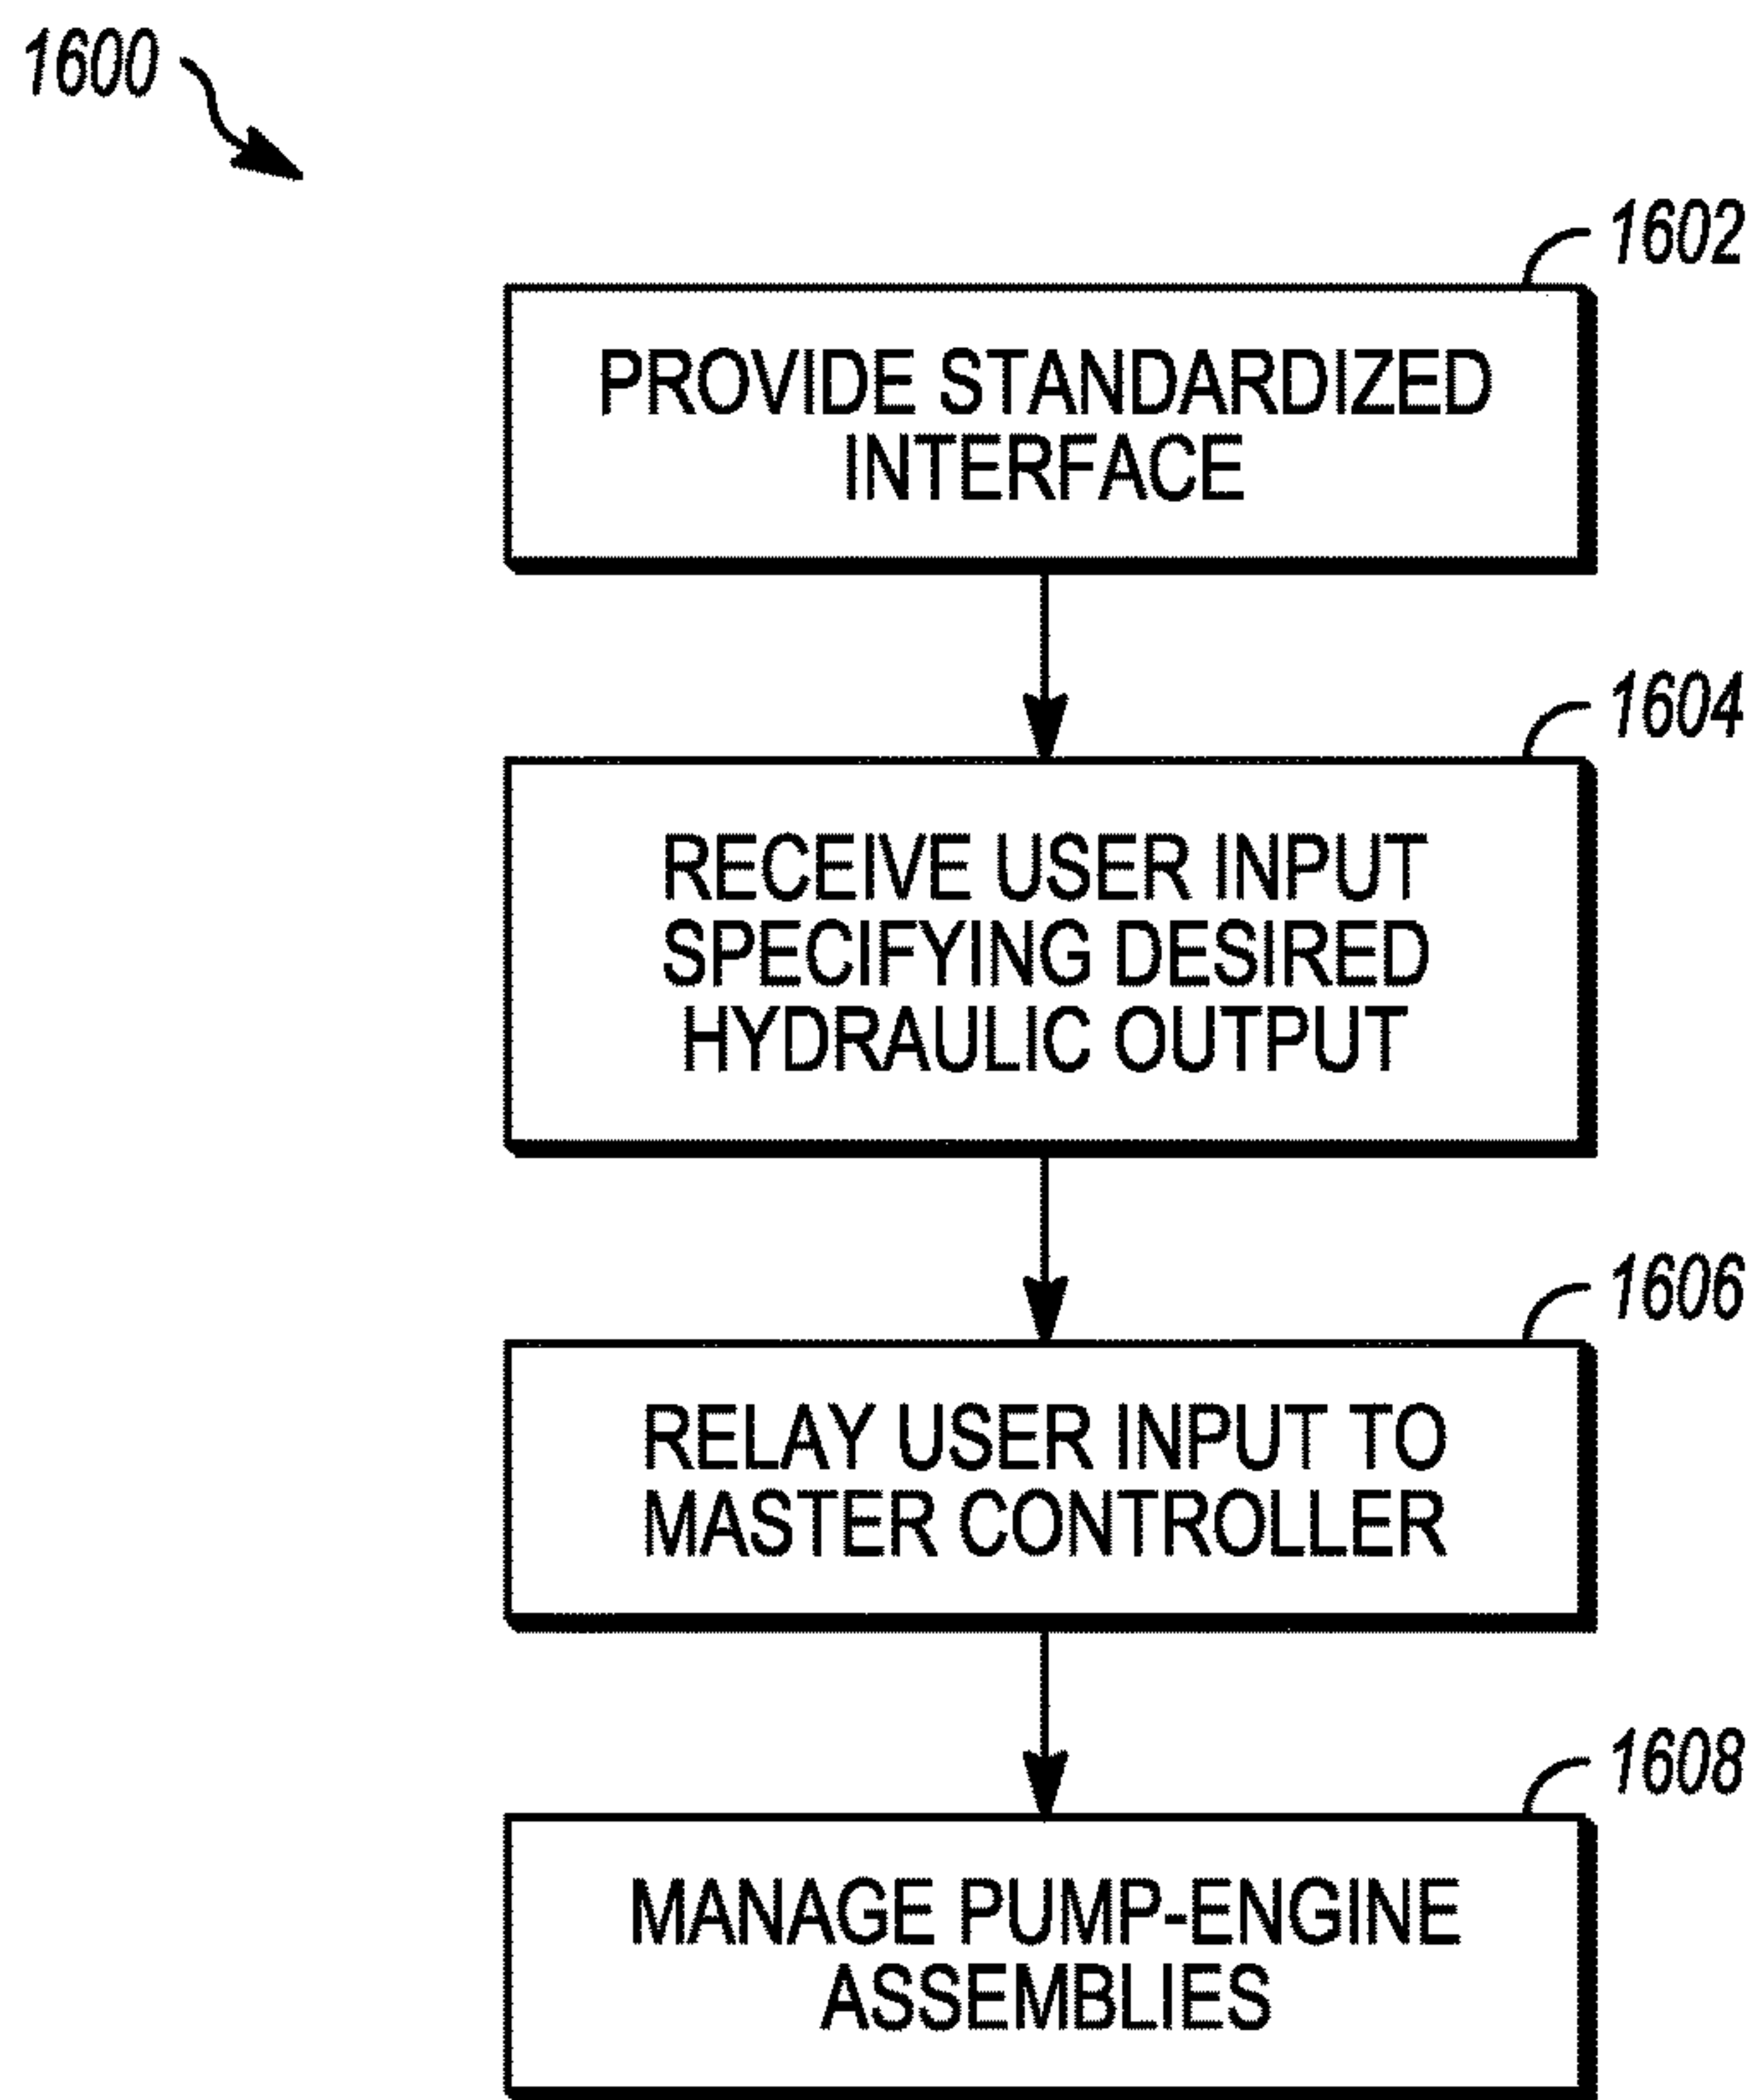 1600
1602
PROVIDE STANDARDIZED
INTERFACE
1604
RECEIVE USER INPUT
SPECIFYING DESIRED
HYDRAULIC OUTPUT
1606
RELAY USER INPUT TO
MASTER CONTROLLER
1608
MANAGE PUMP-ENGINE
ASSEMBLIES